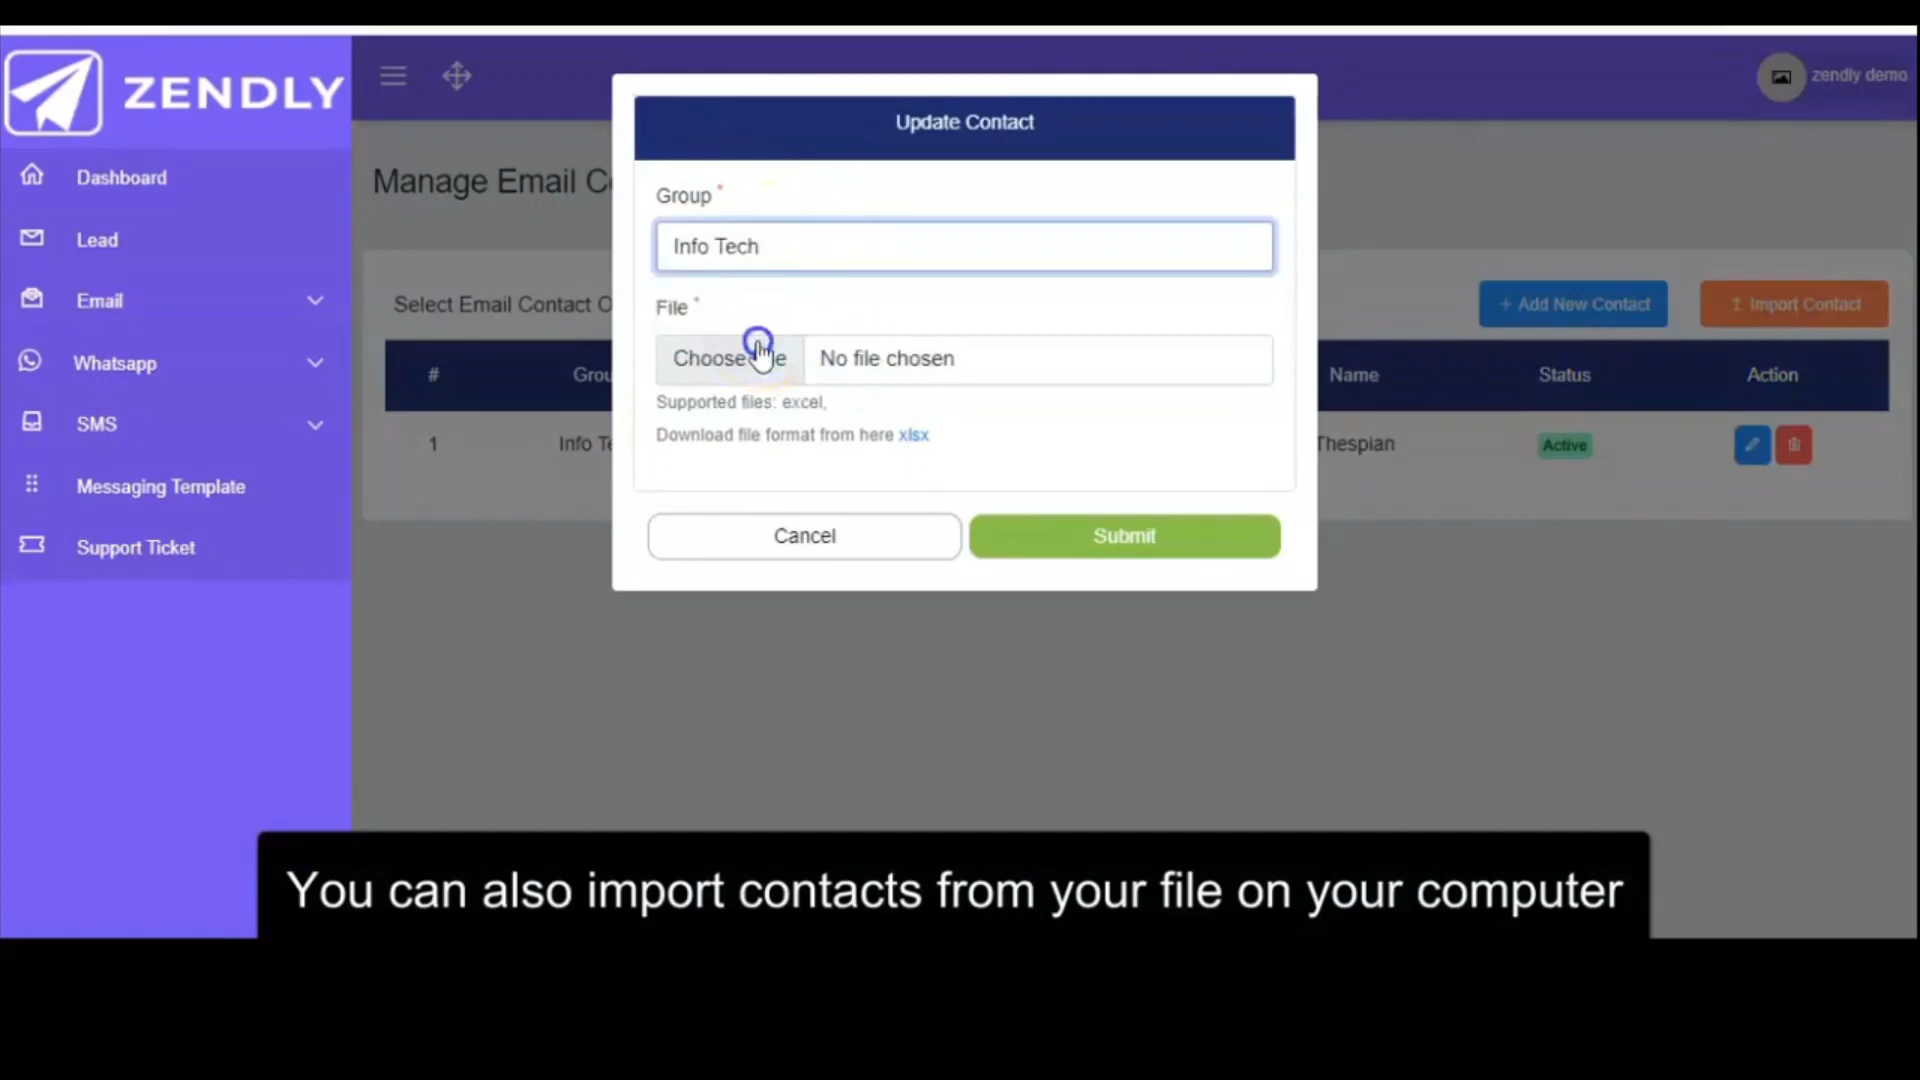 ZENDLY
zendly demo
Dashboard
Lead
Email
Whatsapp
SMS
Messaging Template
Support Ticket
Manage Email
Select Email Contact
+ Add New Contact
Import Contact
#
Name
Status
Action
1
Info
Thespian
Active
Update Contact
Group *
Info Tech
File *
Choose
No file chosen
Supported files: excel,
Download file format from here xlsx
Cancel
Submit
You can also import contacts from your file on your computer